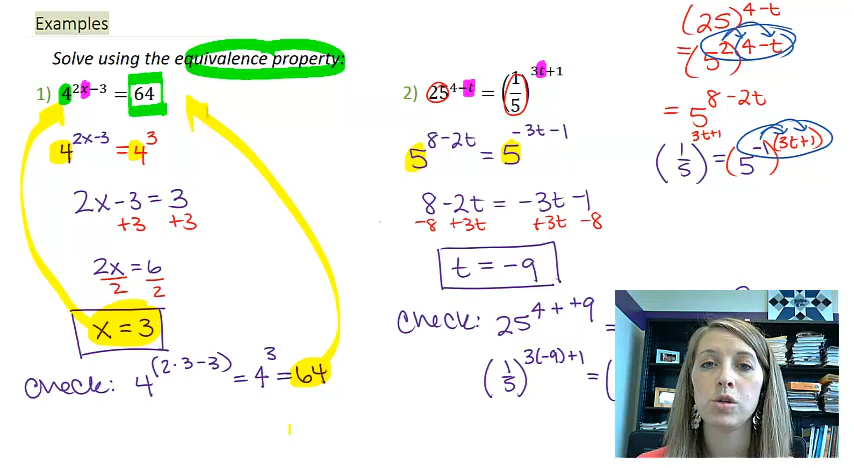 Examples
Solve using the equivalence property:
1) 4^(2x-3) = 64
4^(2x-3) = 4^3
2x-3 = 3
+3 +3
2x = 6
2 2
x = 3
check: 4^(2·3-3) = 4^3 = 64
2) 25^(4-t) = (1/5)^(3t+1)
5^(8-2t) = 5^(-3t-1)
8-2t = -3t-1
-8 +3t +3t -8
t = -9
check: 25^(4++9) =
(1/5)^(3(-9)+1) = (
(25)^(4-t)
= (5^2)^(4-t)
= 5^(8-2t)
(1/5)^(3t+1) = (5^-1)^(3t+1)